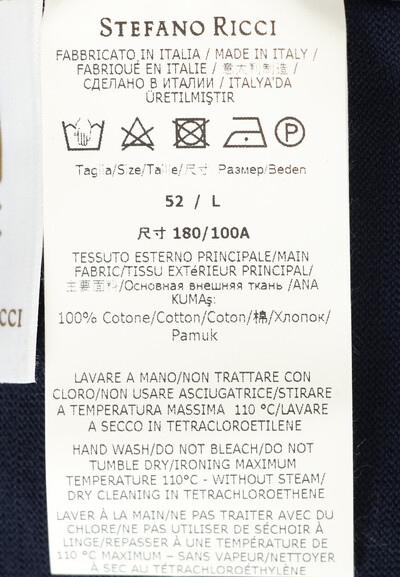 STEFANO RICCI
FABBRICATO IN ITALIA / MADE IN ITALY /
FABRIQUÉ EN ITALIE / 意大利制造 /
СДЕЛАНО В ИТАЛИИ / ITALYA'DA
ÜRETILMIŞTIR
P
Taglia/Size/Taille/尺寸 Размер/Beden
52 / L
尺寸 180/100A
TESSUTO ESTERNO PRINCIPALE/MAIN
FABRIC/TISSU EXTÉRIEUR PRINCIPAL/
主要面料/Основная внешняя ткань /ANA
KUMAş:
100% Cotone/Cotton/Coton/棉/Хлопок/
Pamuk
LAVARE A MANO/NON TRATTARE CON
CLORO/NON USARE ASCIUGATRICE/STIRARE
A TEMPERATURA MASSIMA 110 °C/LAVARE
A SECCO IN TETRACLOROETILENE
HAND WASH/DO NOT BLEACH/DO NOT
TUMBLE DRY/IRONING MAXIMUM
TEMPERATURE 110°C - WITHOUT STEAM/
DRY CLEANING IN TETRACHLOROETHENE
LAVER À LA MAIN/NE PAS TRAITER AVEC DU
CHLORE/NE PAS UTILISER DE SÉCHOIR À
LINGE/REPASSER À UNE TEMPÉRATURE DE
110 °C MAXIMUM – SANS VAPEUR/NETTOYER
À SEC AU TÉTRACHLOROÉTHYLÈNE
CCI